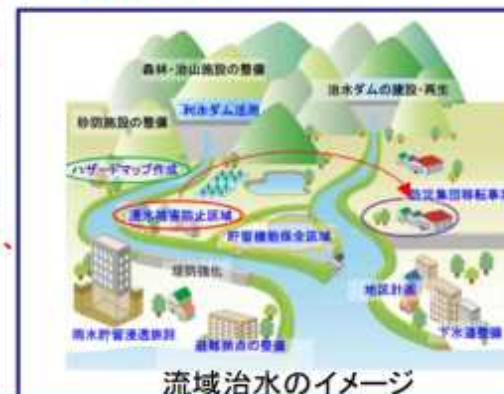 森林・治山施設の整備
治水ダムの建設・再生
利水ダム活用
砂防施設の整備
ハザードマップ作成
防災集団移転事業
浸水被害防止区域
貯留機能保全区域
堤防強化
地区計画
雨水貯留浸透施設
避難拠点の整備
下水道整備
流域治水のイメージ